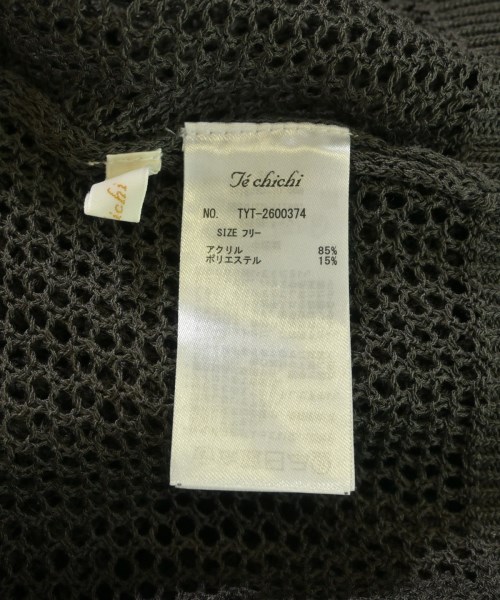 Té chichi
NO. TYT-2600374
SIZE フリー
アクリル 85%
ポリエステル 15%
ichi